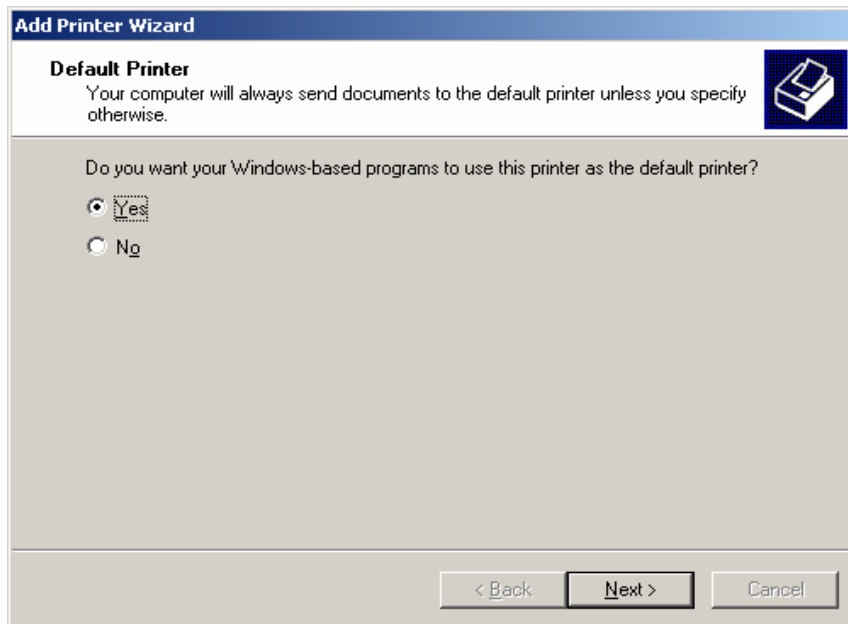 Add Printer Wizard
Default Printer
Your computer will always send documents to the default printer unless you specify
otherwise.
Do you want your Windows-based programs to use this printer as the default printer?
Yes
No
< Back
Next >
Cancel